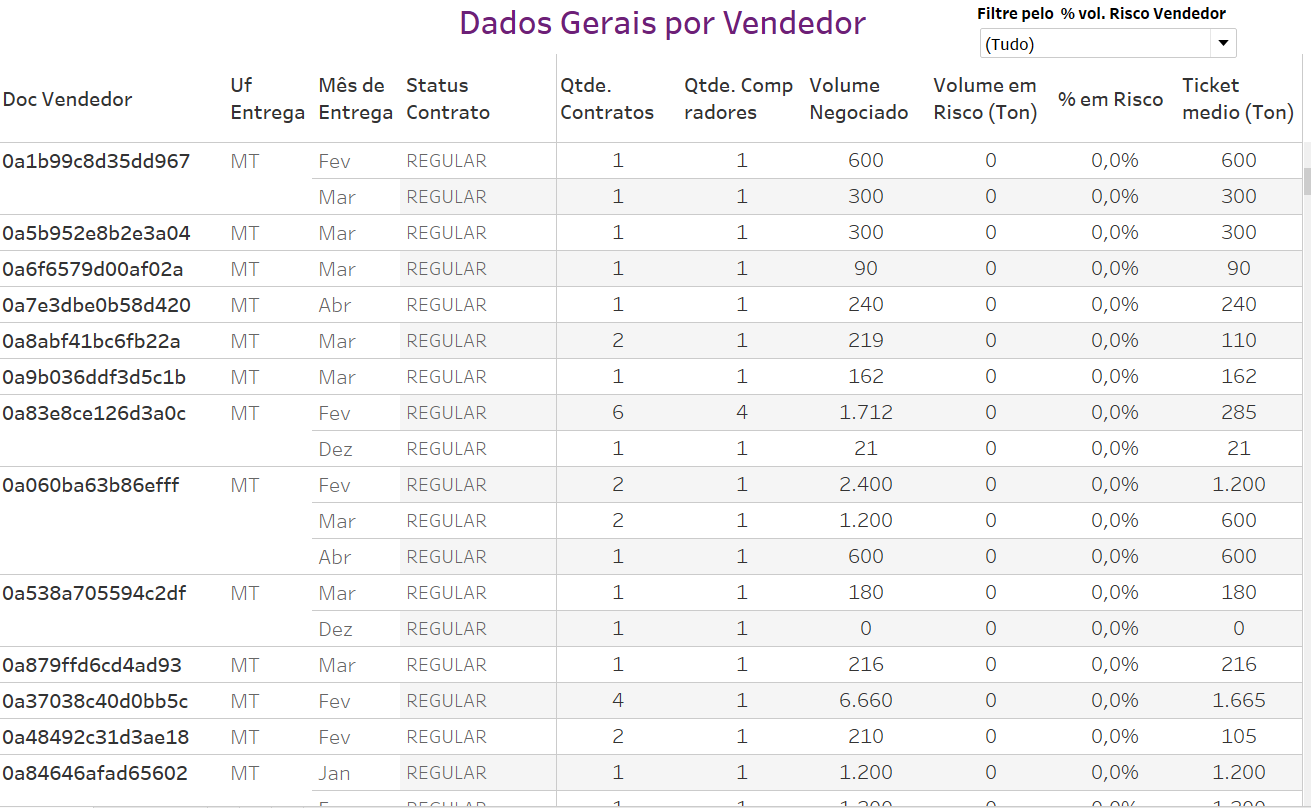 Dados Gerais por Vendedor
Filtre pelo % vol. Risco Vendedor
(Tudo)
Doc Vendedor Uf Entrega Mês de Entrega Status Contrato Qtde. Contratos Qtde. Comp radores Volume Negociado Volume em Risco (Ton) % em Risco Ticket medio (Ton)
0a1b99c8d35dd967 MT Fev REGULAR 1 1 600 0 0,0% 600
Mar REGULAR 1 1 300 0 0,0% 300
0a5b952e8b2e3a04 MT Mar REGULAR 1 1 300 0 0,0% 300
0a6f6579d00af02a MT Mar REGULAR 1 1 90 0 0,0% 90
0a7e3dbe0b58d420 MT Abr REGULAR 1 1 240 0 0,0% 240
0a8abf41bc6fb22a MT Mar REGULAR 2 1 219 0 0,0% 110
0a9b036ddf3d5c1b MT Mar REGULAR 1 1 162 0 0,0% 162
0a83e8ce126d3a0c MT Fev REGULAR 6 4 1.712 0 0,0% 285
Dez REGULAR 1 1 21 0 0,0% 21
0a060ba63b86efff MT Fev REGULAR 2 1 2.400 0 0,0% 1.200
Mar REGULAR 2 1 1.200 0 0,0% 600
Abr REGULAR 1 1 600 0 0,0% 600
0a538a705594c2df MT Mar REGULAR 1 1 180 0 0,0% 180
Dez REGULAR 1 1 0 0 0,0% 0
0a879ffd6cd4ad93 MT Mar REGULAR 1 1 216 0 0,0% 216
0a37038c40d0bb5c MT Fev REGULAR 4 1 6.660 0 0,0% 1.665
0a48492c31d3ae18 MT Fev REGULAR 2 1 210 0 0,0% 105
0a84646afad65602 MT Jan REGULAR 1 1 1.200 0 0,0% 1.200